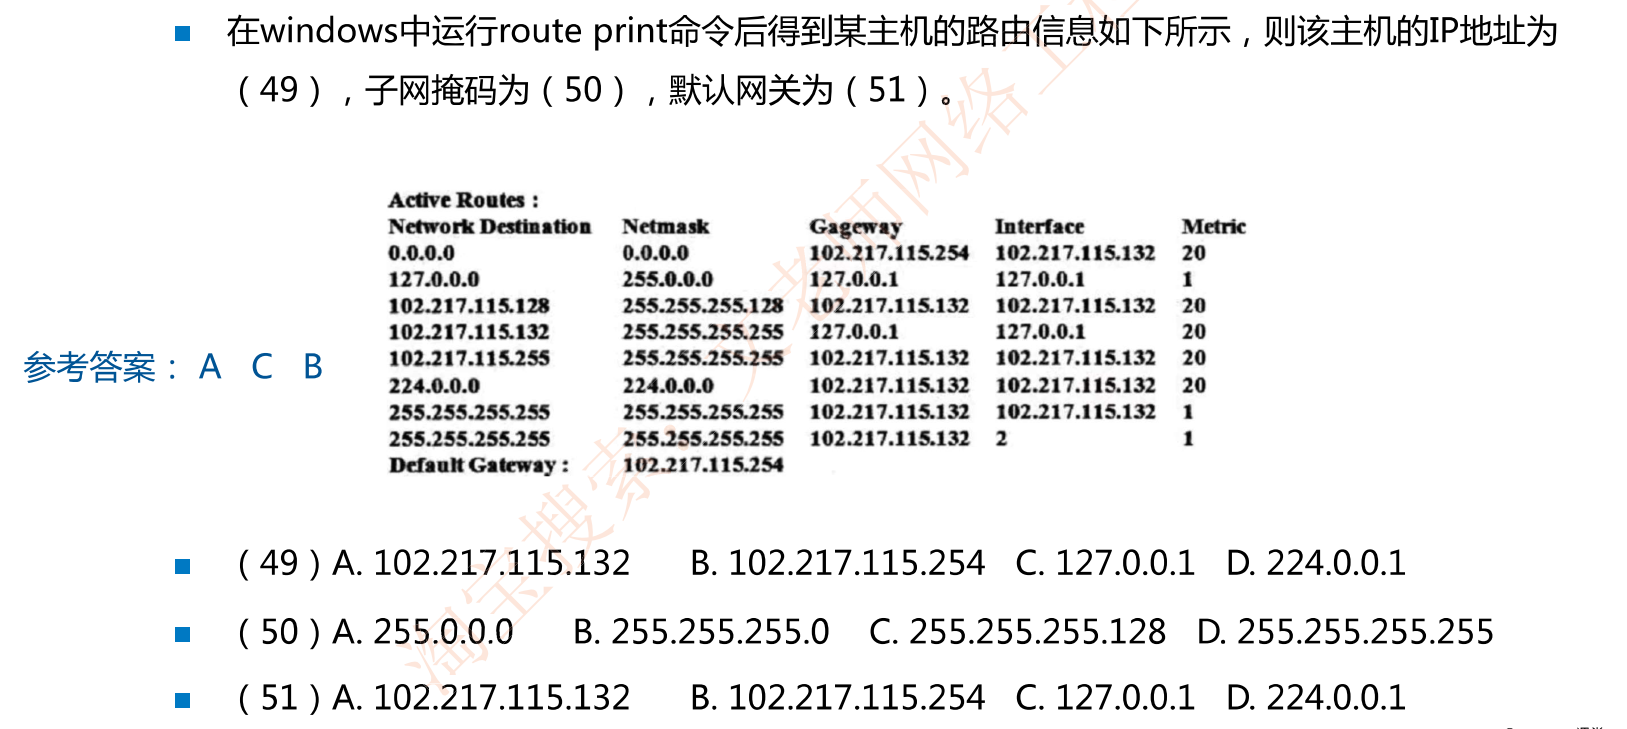 在windows中运行route print命令后得到某主机的路由信息如下所示，则该主机的IP地址为
（49），子网掩码为（50），默认网关为（51）。
Active Routes :
Network Destination Netmask Gageway Interface Metric
0.0.0.0 0.0.0.0 102.217.115.254 102.217.115.132 20
127.0.0.0 255.0.0.0 127.0.0.1 127.0.0.1 1
102.217.115.128 255.255.255.128 102.217.115.132 102.217.115.132 20
102.217.115.132 255.255.255.255 127.0.0.1 127.0.0.1 20
参考答案： A C B
102.217.115.255 255.255.255.255 102.217.115.132 102.217.115.132 20
224.0.0.0 224.0.0.0 102.217.115.132 102.217.115.132 20
255.255.255.255 255.255.255.255 102.217.115.132 102.217.115.132 1
255.255.255.255 255.255.255.255 102.217.115.132 2 1
Default Gateway : 102.217.115.254
（49）A. 102.217.115.132 B. 102.217.115.254 C. 127.0.0.1 D. 224.0.0.1
（50）A. 255.0.0.0 B. 255.255.255.0 C. 255.255.255.128 D. 255.255.255.255
（51）A. 102.217.115.132 B. 102.217.115.254 C. 127.0.0.1 D. 224.0.0.1
淘宝搜索：文老师网络工程